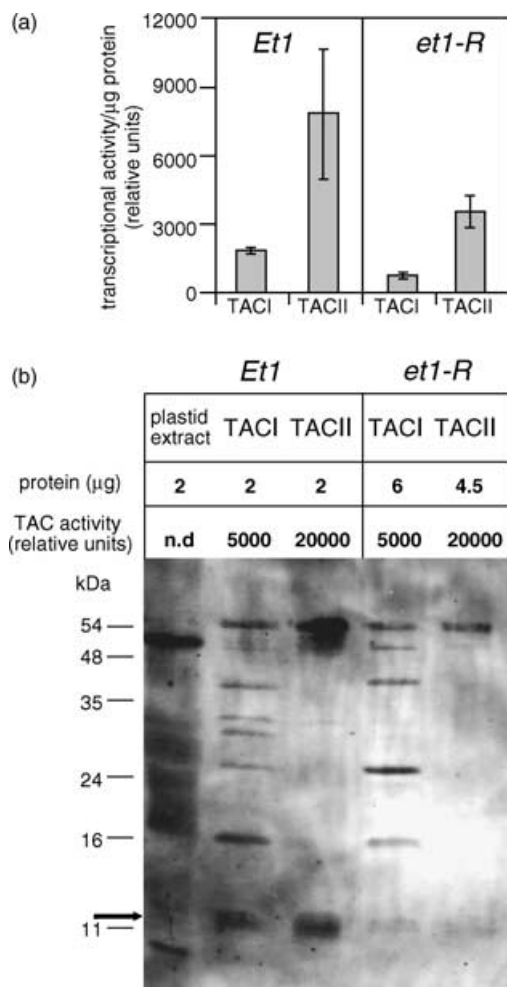 (a)
Et1
et1-R
transcriptional activity/µg protein
(relative units)
12000
9000
6000
3000
0
TACI
TACII
TACI
TACII
(b)
Et1
et1-R
plastid
extract
TACI
TACII
TACI
TACII
protein (µg)
2
2
2
6
4.5
TAC activity
(relative units)
n.d
5000
20000
5000
20000
kDa
54
48
35
24
16
11